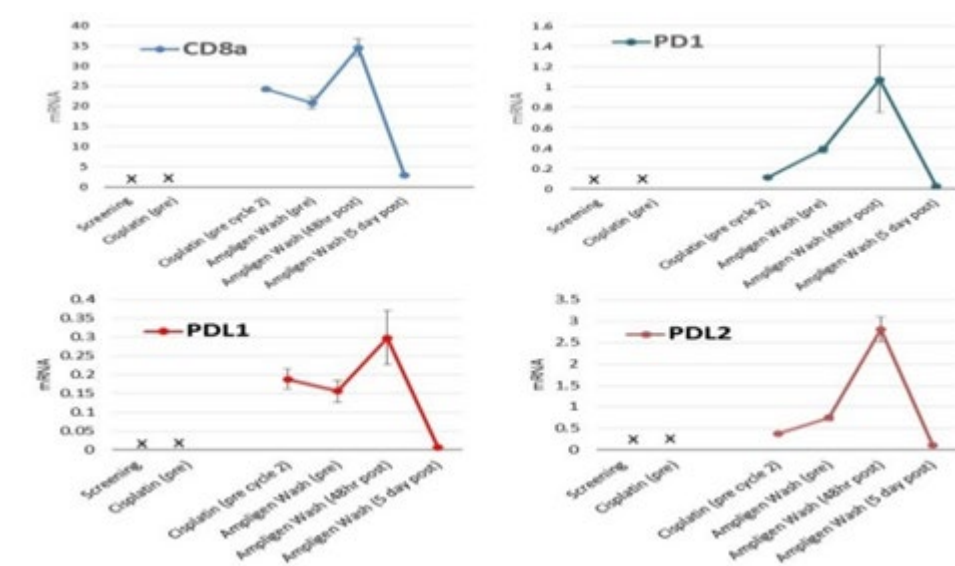 40
35
30
25
20
15
10
5
0
mRNA
CD8a
Screening
Cisplatin (pre)
Cisplatin (pre cycle 2)
Ampligen Wash (pre)
Ampligen Wash (48hr post)
Ampligen Wash (5 day post)
1.6
1.4
1.2
1
0.8
0.6
0.4
0.2
0
mRNA
PD1
Screening
Cisplatin (pre)
Cisplatin (pre cycle 2)
Ampligen Wash (pre)
Ampligen Wash (48hr post)
Ampligen Wash (5 day post)
0.4
0.35
0.3
0.25
0.2
0.15
0.1
0.05
0
mRNA
PDL1
Screening
Cisplatin (pre)
Cisplatin (pre cycle 2)
Ampligen Wash (pre)
Ampligen Wash (48hr post)
Ampligen Wash (5 day post)
3.5
3
2.5
2
1.5
1
0.5
0
mRNA
PDL2
Screening
Cisplatin (pre)
Cisplatin (pre cycle 2)
Ampligen Wash (pre)
Ampligen Wash (48hr post)
Ampligen Wash (5 day post)